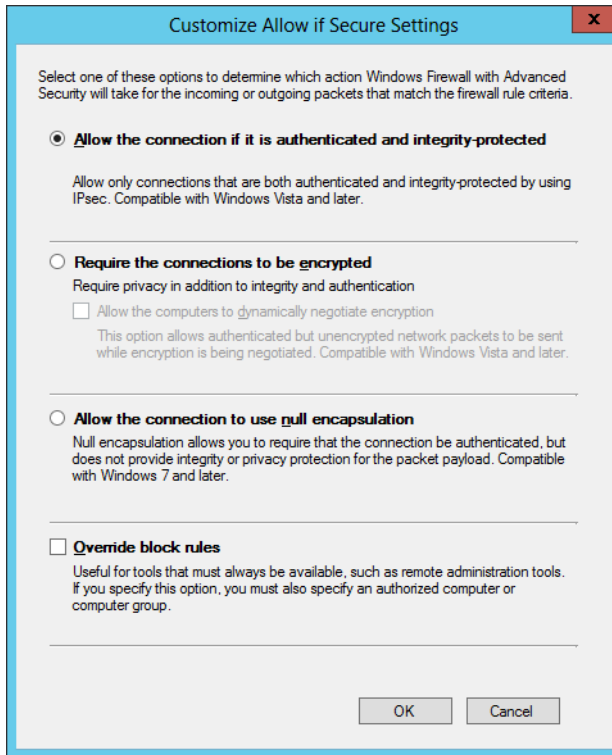 Customize Allow if Secure Settings
x
Select one of these options to determine which action Windows Firewall with Advanced
Security will take for the incoming or outgoing packets that match the firewall rule criteria.
Allow the connection if it is authenticated and integrity-protected
Allow only connections that are both authenticated and integrity-protected by using
IPsec. Compatible with Windows Vista and later.
Require the connections to be encrypted
Require privacy in addition to integrity and authentication
Allow the computers to dynamically negotiate encryption
This option allows authenticated but unencrypted network packets to be sent
while encryption is being negotiated. Compatible with Windows Vista and later.
Allow the connection to use null encapsulation
Null encapsulation allows you to require that the connection be authenticated, but
does not provide integrity or privacy protection for the packet payload. Compatible
with Windows 7 and later.
Override block rules
Useful for tools that must always be available, such as remote administration tools.
If you specify this option, you must also specify an authorized computer or
computer group.
OK
Cancel